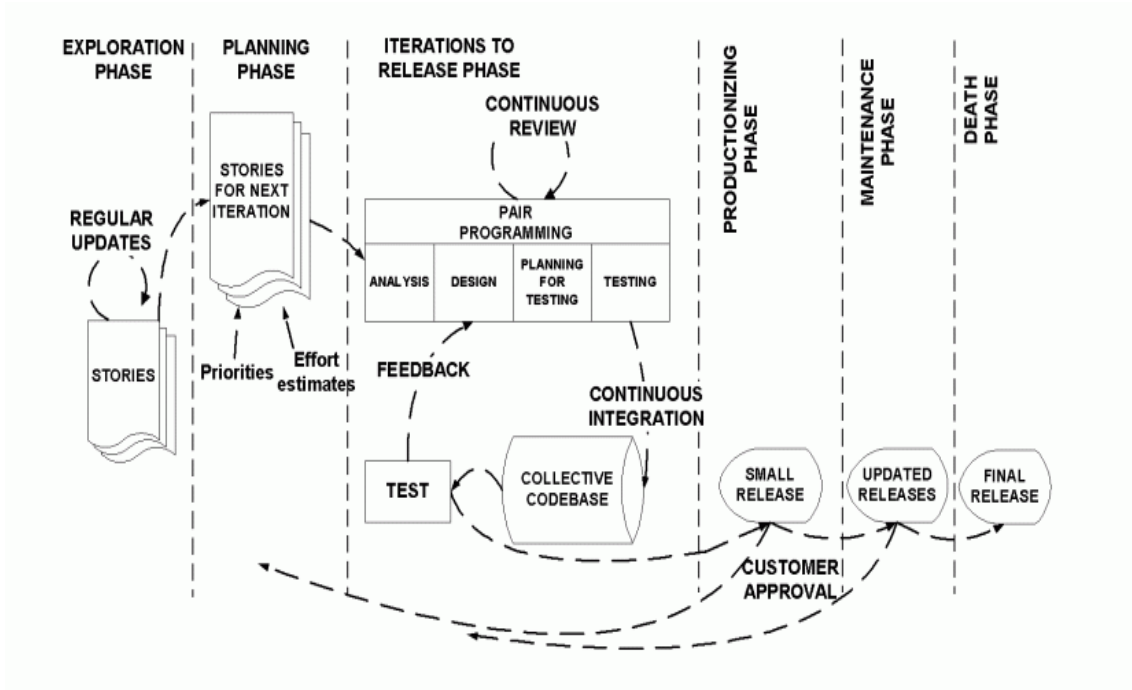 EXPLORATION
PHASE
PLANNING
PHASE
ITERATIONS TO
RELEASE PHASE
PRODUCTIONIZING
PHASE
MAINTENANCE
PHASE
DEATH
PHASE
CONTINUOUS
REVIEW
STORIES
FOR NEXT
ITERATION
REGULAR
UPDATES
PAIR
PROGRAMMING
ANALYSIS
DESIGN
PLANNING
FOR
TESTING
TESTING
STORIES
Priorities
Effort
estimates
FEEDBACK
CONTINUOUS
INTEGRATION
TEST
COLLECTIVE
CODEBASE
SMALL
RELEASE
UPDATED
RELEASES
FINAL
RELEASE
CUSTOMER
APPROVAL